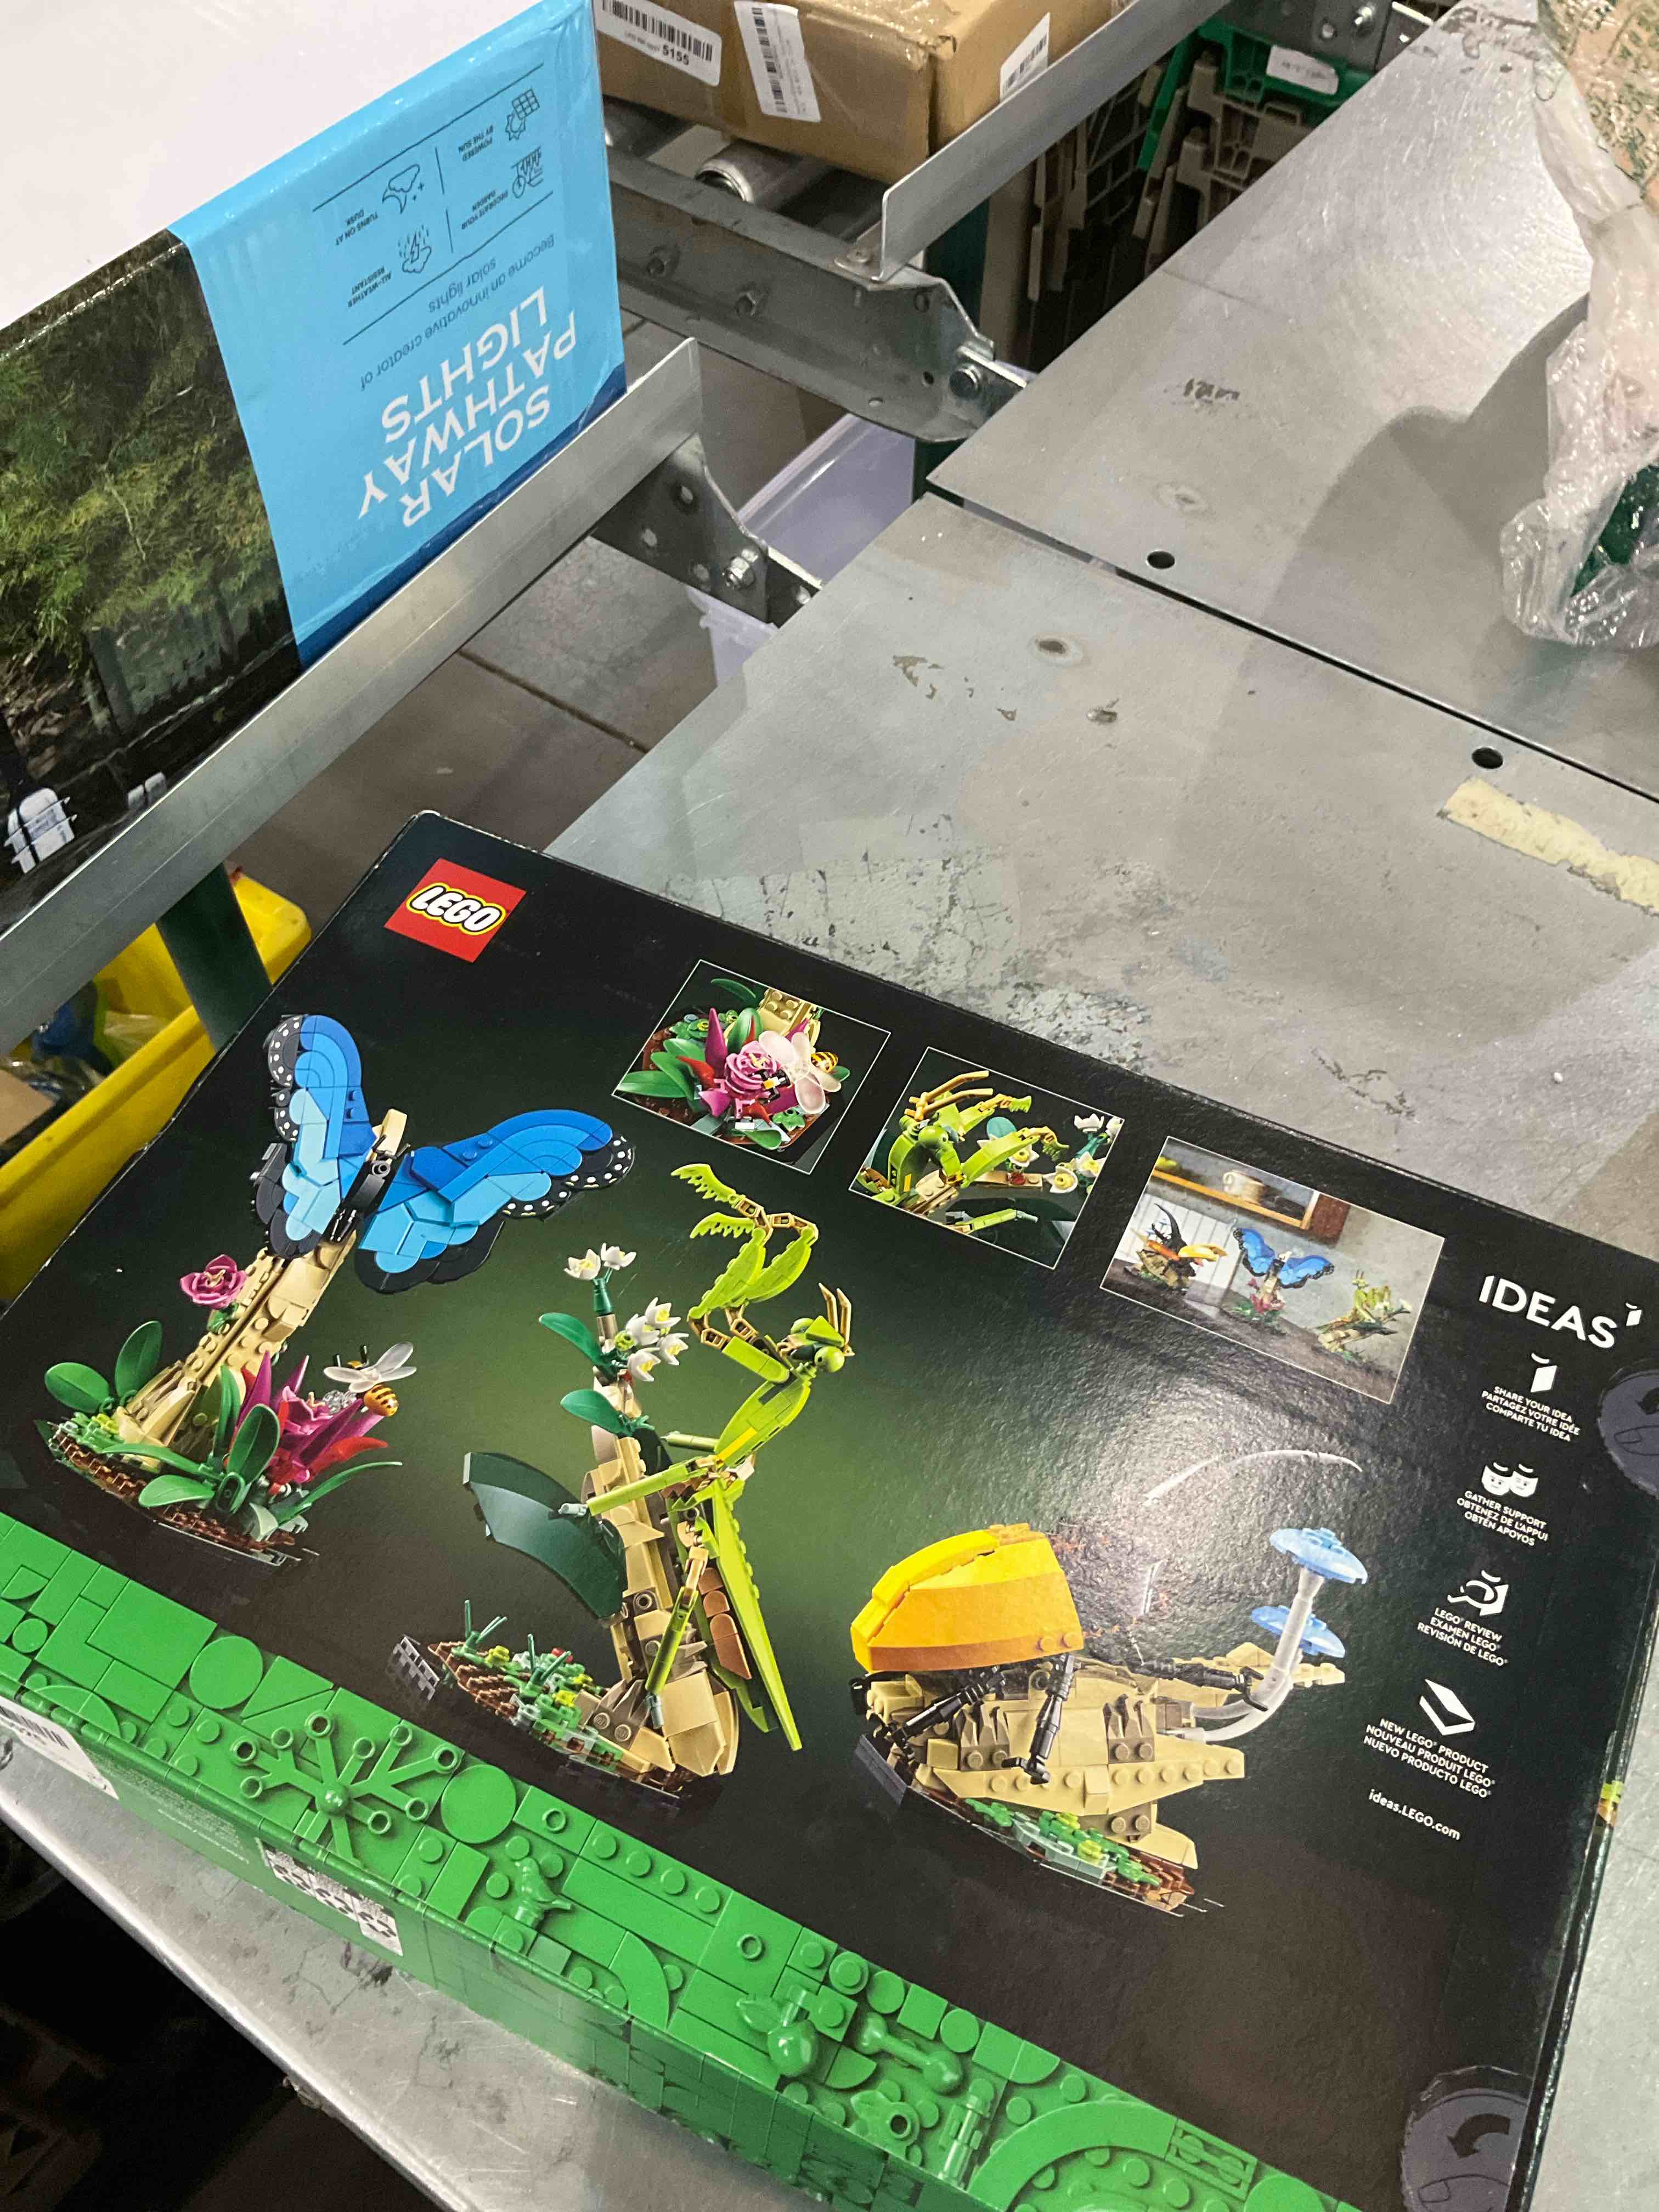 5155
SOLAR
PATHWAY
LIGHTS
Become an innovative creator of
solar lights
ALL-WEATHER
RESISTANT
DECORATE YOUR
GARDEN
TURNS ON AT
DUSK
POWERED
BY THE SUN
LEGO
IDEAS
SHARE YOUR IDEA
PARTAGEZ VOTRE IDÉE
COMPARTE TU IDEA
GATHER SUPPORT
OBTENEZ DE L'APPUI
OBTÉN APOYOS
LEGO® REVIEW
EXAMEN LEGO®
REVISIÓN DE LEGO®
NEW LEGO® PRODUCT
NOUVEAU PRODUIT LEGO®
NUEVO PRODUCTO LEGO®
ideas.LEGO.com